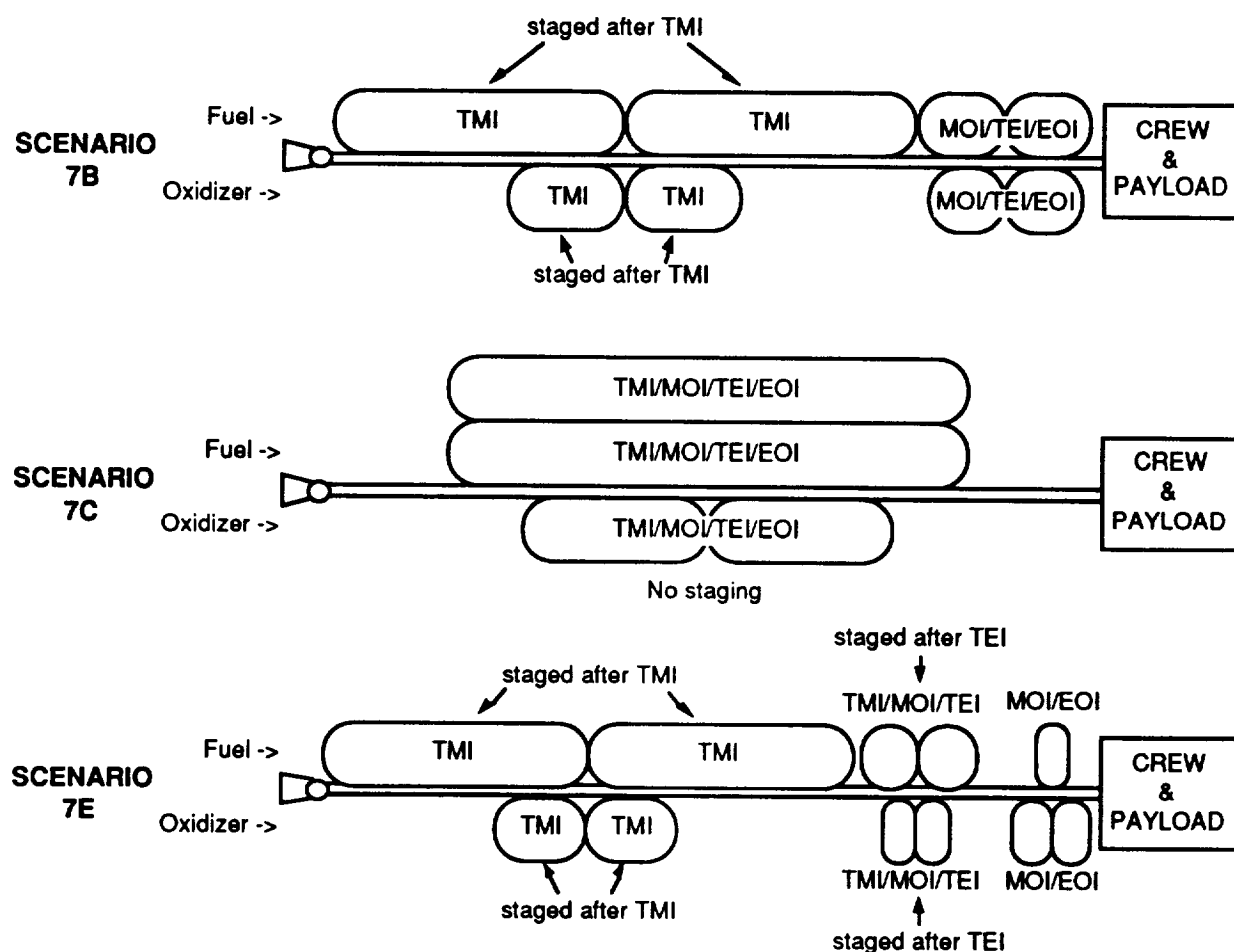 staged after TMI
Fuel ->
TMI
TMI
MOI/TEI/EOI
CREW
&
PAYLOAD
SCENARIO
7B
Oxidizer ->
TMI
TMI
MOI/TEI/EOI
staged after TMI
TMI/MOI/TEI/EOI
Fuel ->
TMI/MOI/TEI/EOI
CREW
&
PAYLOAD
SCENARIO
7C
Oxidizer ->
TMI/MOI/TEI/EOI
No staging
staged after TEI
staged after TMI
TMI/MOI/TEI
MOI/EOI
Fuel ->
TMI
TMI
CREW
&
PAYLOAD
SCENARIO
7E
Oxidizer ->
TMI
TMI
TMI/MOI/TEI
MOI/EOI
staged after TMI
staged after TEI